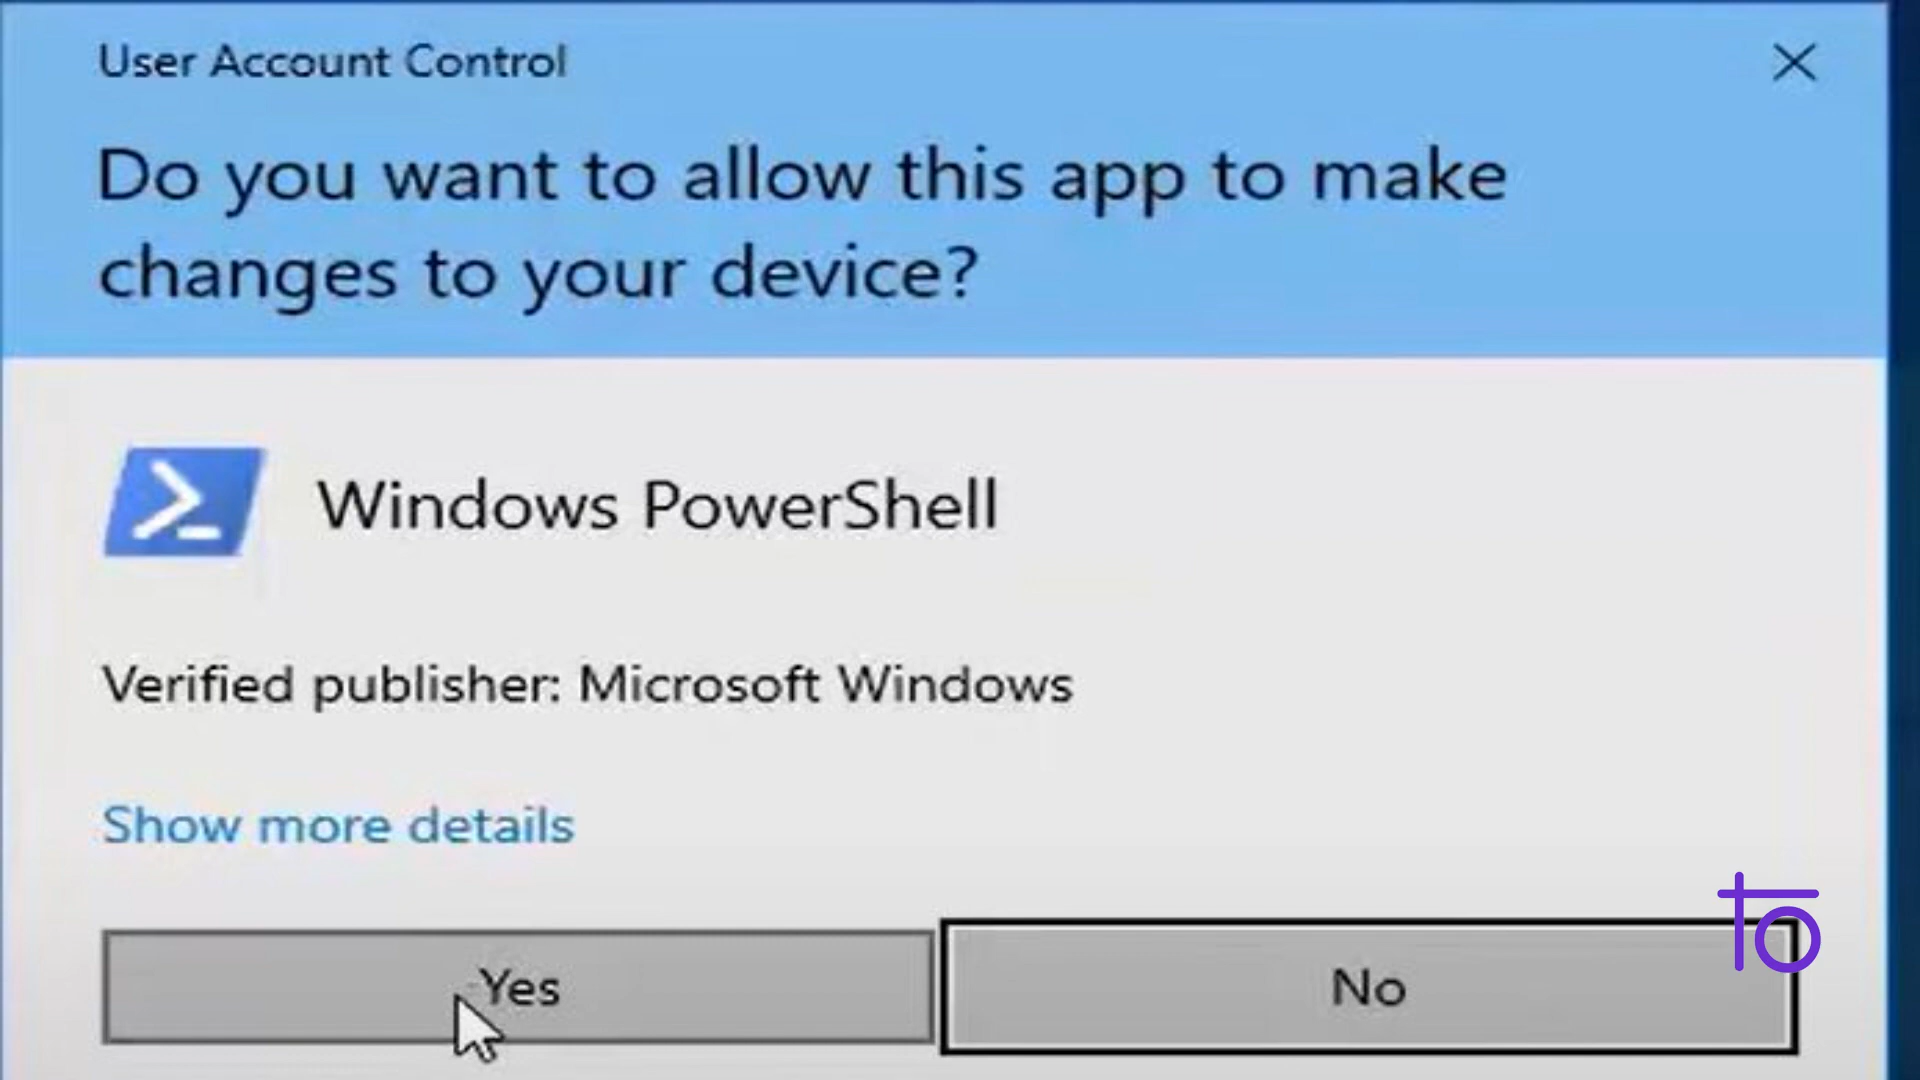 User Account Control
Do you want to allow this app to make
changes to your device?
Windows PowerShell
Verified publisher: Microsoft Windows
Show more details
Yes
No
to